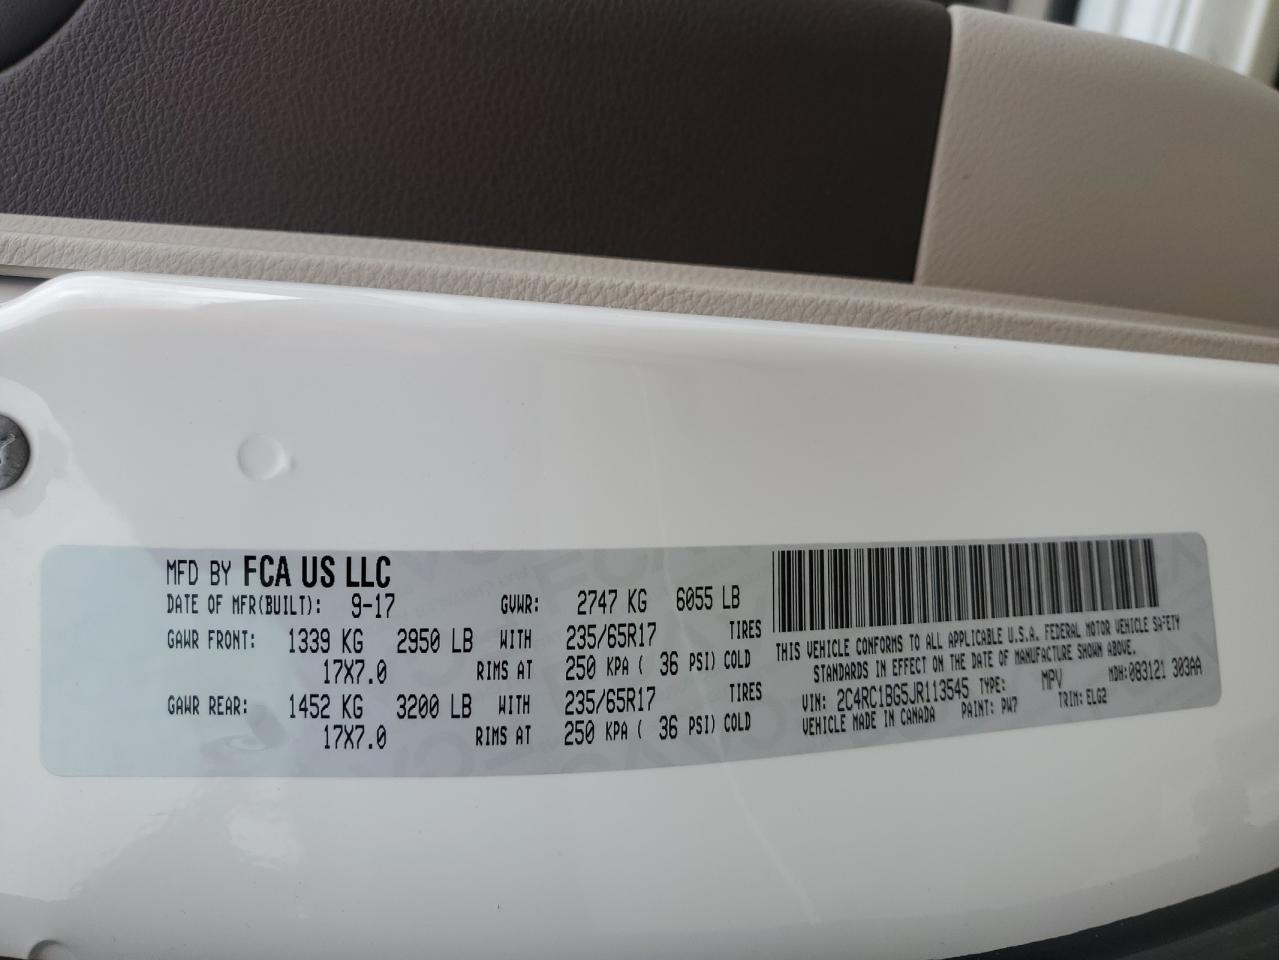 MFD BY FCA US LLC
DATE OF MFR(BUILT): 9-17 GVWR: 2747 KG 6055 LB
GAWR FRONT: 1339 KG 2950 LB WITH 235/65R17 TIRES
17X7.0 RIMS AT 250 KPA ( 36 PSI) COLD
GAWR REAR: 1452 KG 3200 LB WITH 235/65R17 TIRES
17X7.0 RIMS AT 250 KPA ( 36 PSI) COLD
THIS VEHICLE CONFORMS TO ALL APPLICABLE U.S.A. FEDERAL MOTOR VEHICLE SAFETY
STANDARDS IN EFFECT ON THE DATE OF MANUFACTURE SHOWN ABOVE.
VIN: 2C4RC1BG5JR113545 TYPE: MPV MDH:083121 303AA
VEHICLE MADE IN CANADA PAINT: PW7 TRIM: ELG2